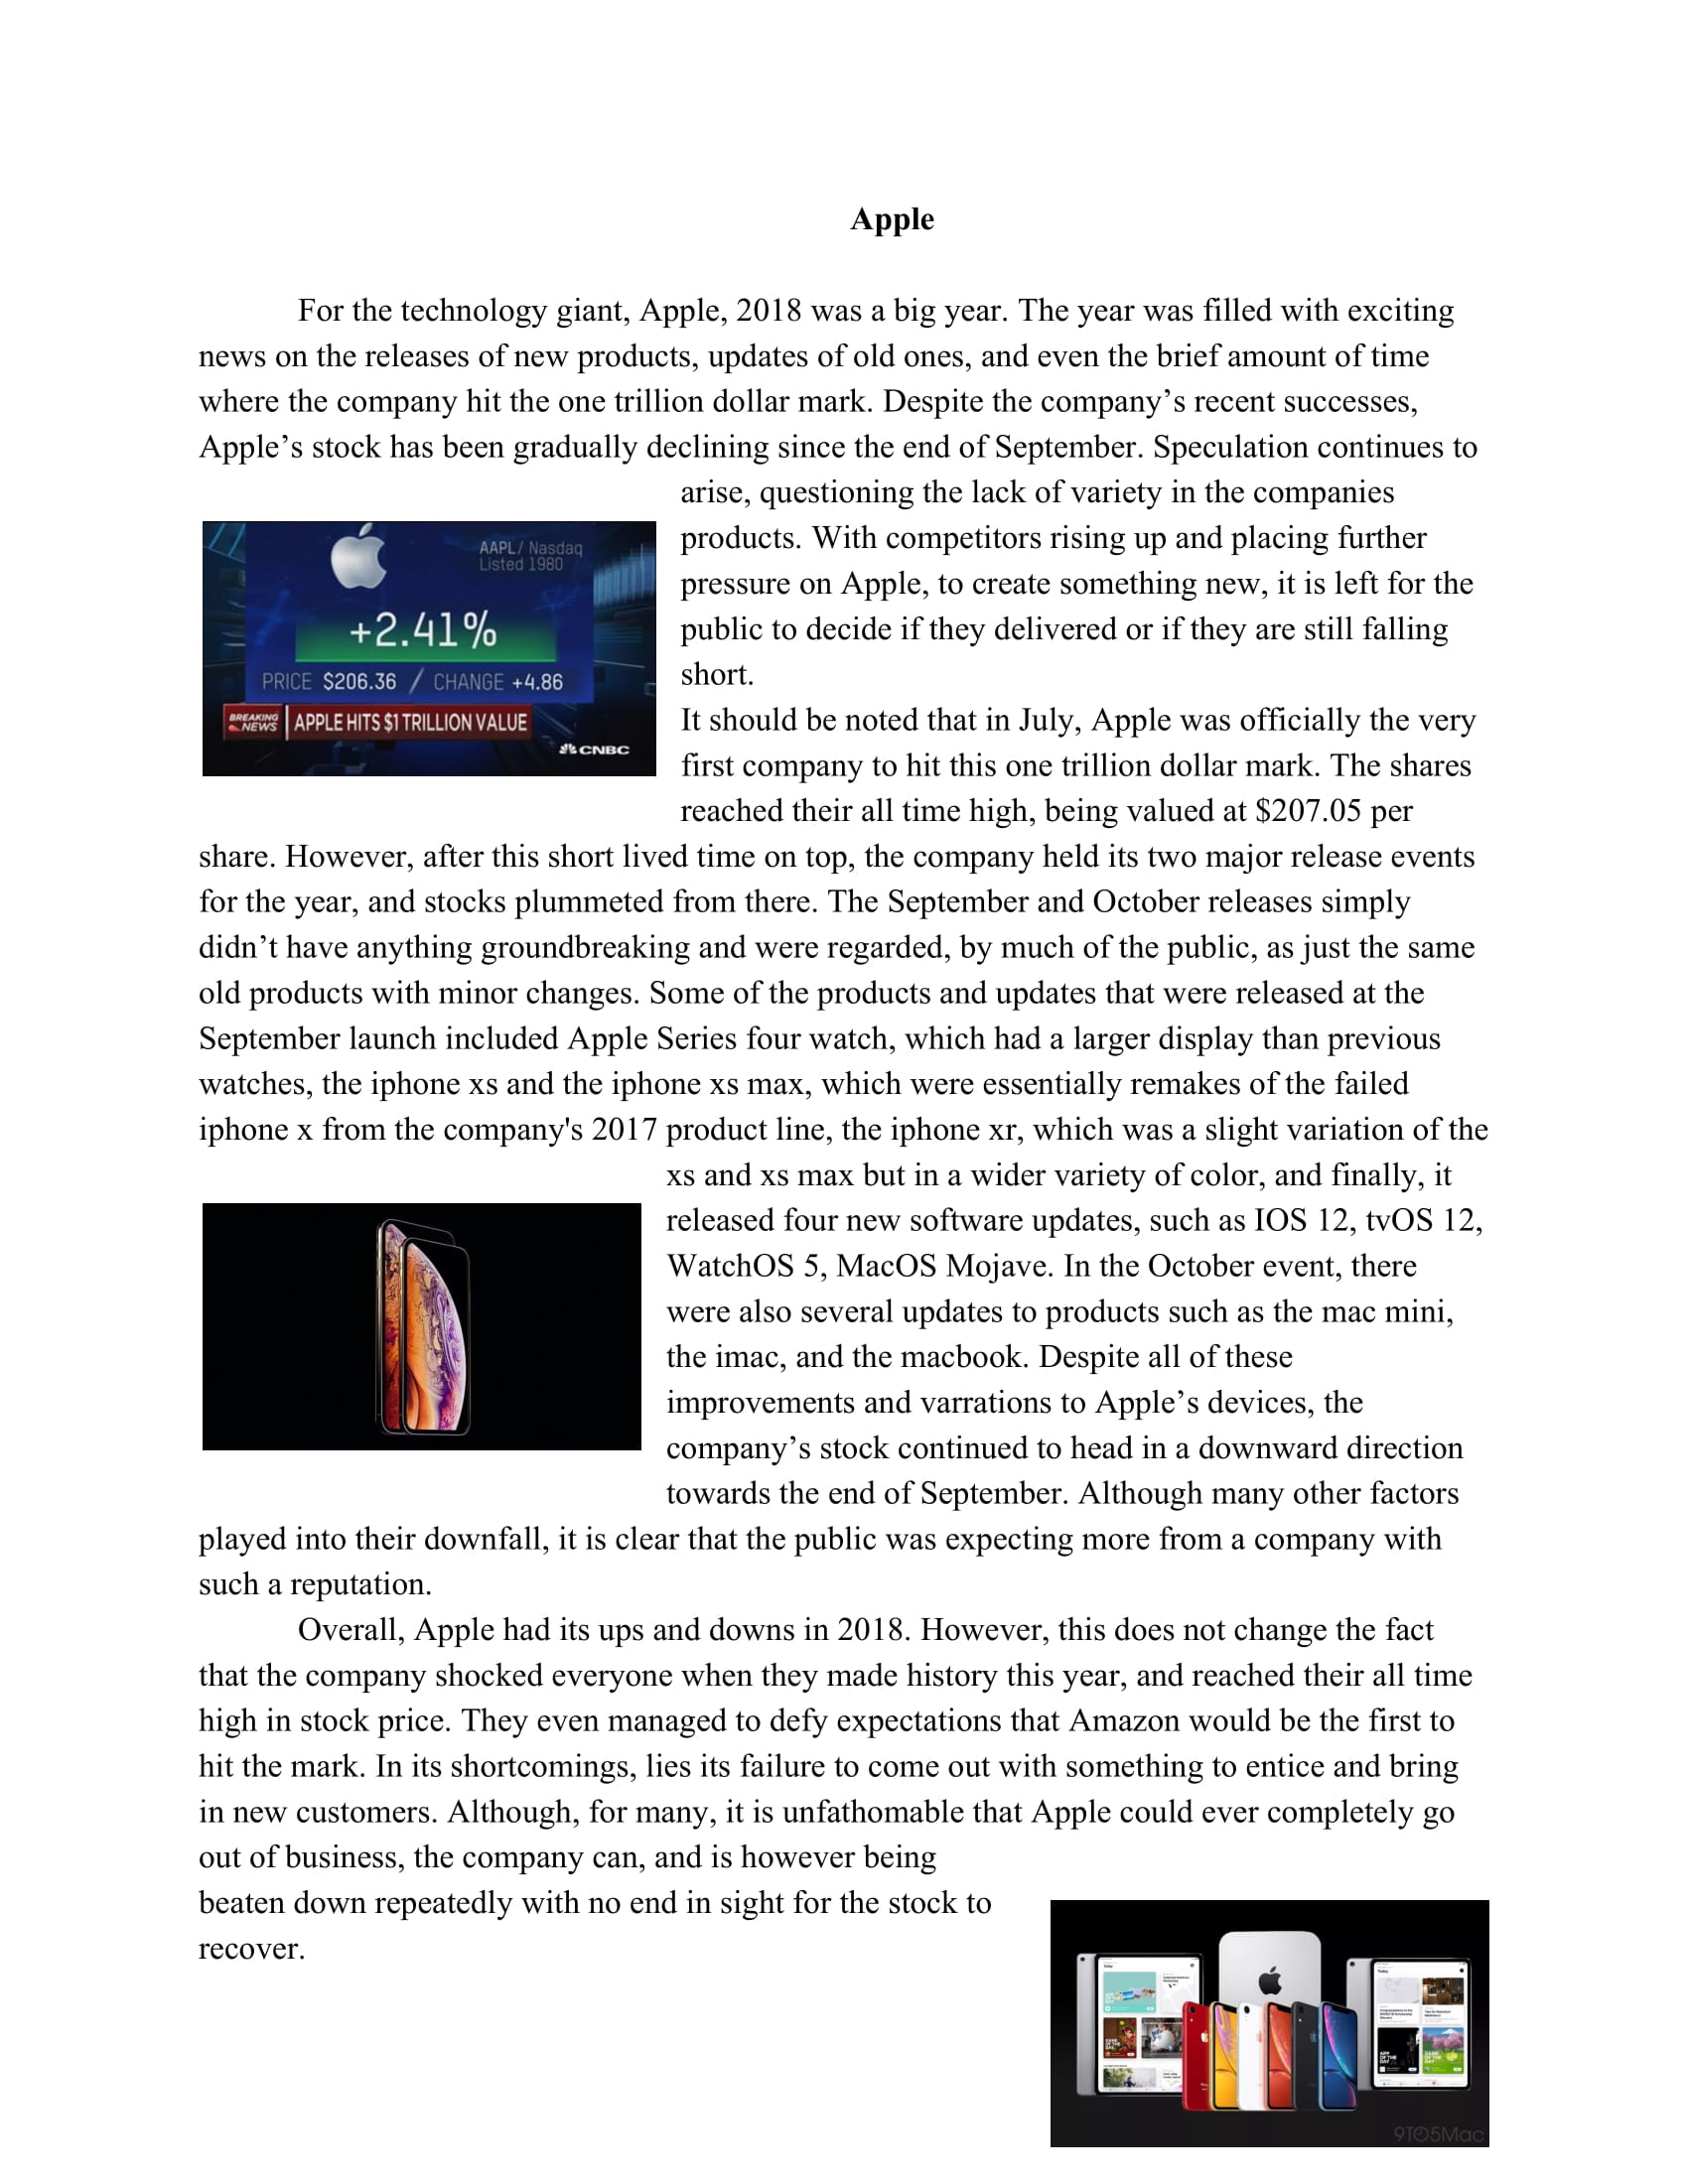 Apple
For the technology giant, Apple, 2018 was a big year. The year was filled with exciting
news on the releases of new products, updates of old ones, and even the brief amount of time
where the company hit the one trillion dollar mark. Despite the company’s recent successes,
Apple’s stock has been gradually declining since the end of September. Speculation continues to
arise, questioning the lack of variety in the companies
products. With competitors rising up and placing further
pressure on Apple, to create something new, it is left for the
public to decide if they delivered or if they are still falling
short.
AAPL/ Nasdaq
Listed 1980
+2.41%
PRICE $206.36 / CHANGE +4.86
BREAKING
NEWS
APPLE HITS $1 TRILLION VALUE
CNBC
It should be noted that in July, Apple was officially the very
first company to hit this one trillion dollar mark. The shares
reached their all time high, being valued at $207.05 per
share. However, after this short lived time on top, the company held its two major release events
for the year, and stocks plummeted from there. The September and October releases simply
didn’t have anything groundbreaking and were regarded, by much of the public, as just the same
old products with minor changes. Some of the products and updates that were released at the
September launch included Apple Series four watch, which had a larger display than previous
watches, the iphone xs and the iphone xs max, which were essentially remakes of the failed
iphone x from the company's 2017 product line, the iphone xr, which was a slight variation of the
xs and xs max but in a wider variety of color, and finally, it
released four new software updates, such as IOS 12, tvOS 12,
WatchOS 5, MacOS Mojave. In the October event, there
were also several updates to products such as the mac mini,
the imac, and the macbook. Despite all of these
improvements and varrations to Apple’s devices, the
company’s stock continued to head in a downward direction
towards the end of September. Although many other factors
played into their downfall, it is clear that the public was expecting more from a company with
such a reputation.
Overall, Apple had its ups and downs in 2018. However, this does not change the fact
that the company shocked everyone when they made history this year, and reached their all time
high in stock price. They even managed to defy expectations that Amazon would be the first to
hit the mark. In its shortcomings, lies its failure to come out with something to entice and bring
in new customers. Although, for many, it is unfathomable that Apple could ever completely go
out of business, the company can, and is however being
beaten down repeatedly with no end in sight for the stock to
recover.
Today
Today
GAME
OF THE
DAY
APP
OF THE
DAY
GAME
OF THE
DAY
9TO5Mac